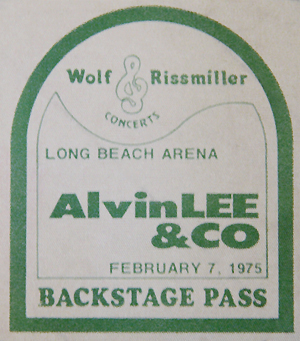 Wolf Rissmiller
CONCERTS
LONG BEACH ARENA
AlvinLEE
&CO
FEBRUARY 7, 1975
BACKSTAGE PASS